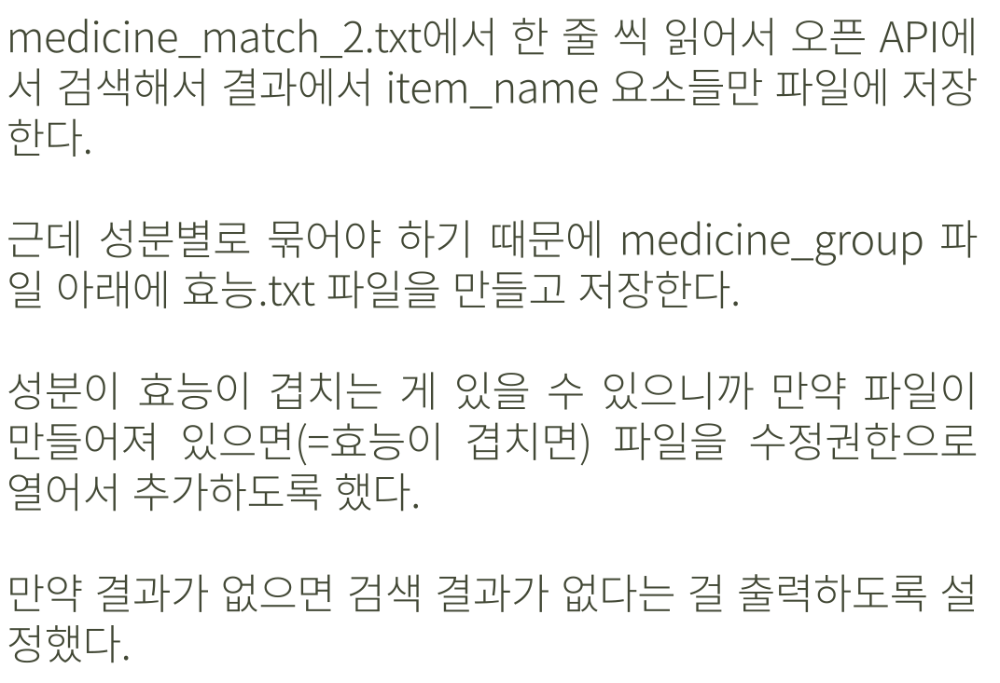 medicine_match_2.txt에서 한 줄 씩 읽어서 오픈 API에
서 검색해서 결과에서 item_name 요소들만 파일에 저장
한다.
근데 성분별로 묶어야 하기 때문에 medicine_group 파
일 아래에 효능.txt 파일을 만들고 저장한다.
성분이 효능이 겹치는 게 있을 수 있으니까 만약 파일이
만들어져 있으면(=효능이 겹치면) 파일을 수정권한으로
열어서 추가하도록 했다.
만약 결과가 없으면 검색 결과가 없다는 걸 출력하도록 설
정했다.